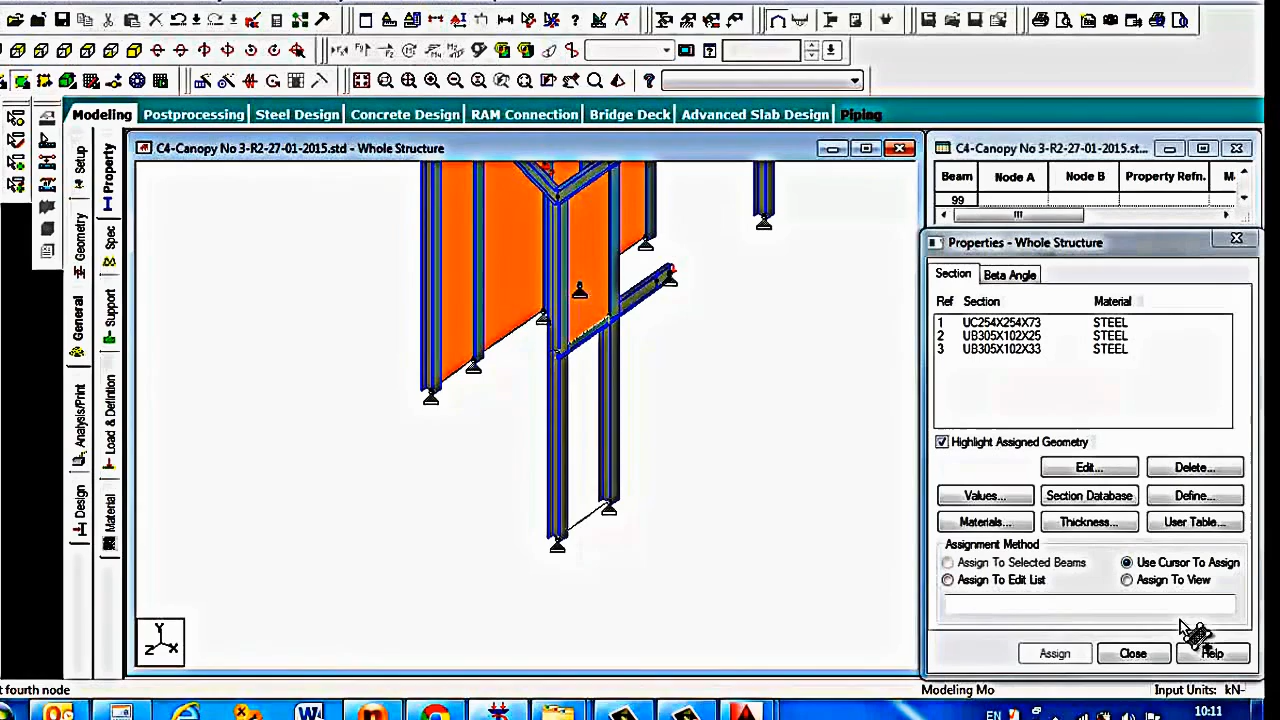 Modeling Postprocessing Steel Design Concrete Design RAM Connection Bridge Deck Advanced Slab Design Piping
C4-Canopy No 3-R2-27-01-2015.std - Whole Structure
C4-Canopy No 3-R2-27-01-2015.st...
Beam Node A Node B Property Refn.
99
Setup
Property
Geometry
Spec
General
Support
Analysis/Print
Load & Definition
Design
Material
Properties - Whole Structure
Section Beta Angle
Ref Section Material
1 UC254X254X73 STEEL
2 UB305X102X25 STEEL
3 UB305X102X33 STEEL
Highlight Assigned Geometry
Edit... Delete...
Values... Section Database Define...
Materials... Thickness... User Table...
Assignment Method
Assign To Selected Beams Use Cursor To Assign
Assign To Edit List Assign To View
Assign Close Help
Y
Z X
t fourth node Modeling Mo Input Units: kN-
EN 10:11